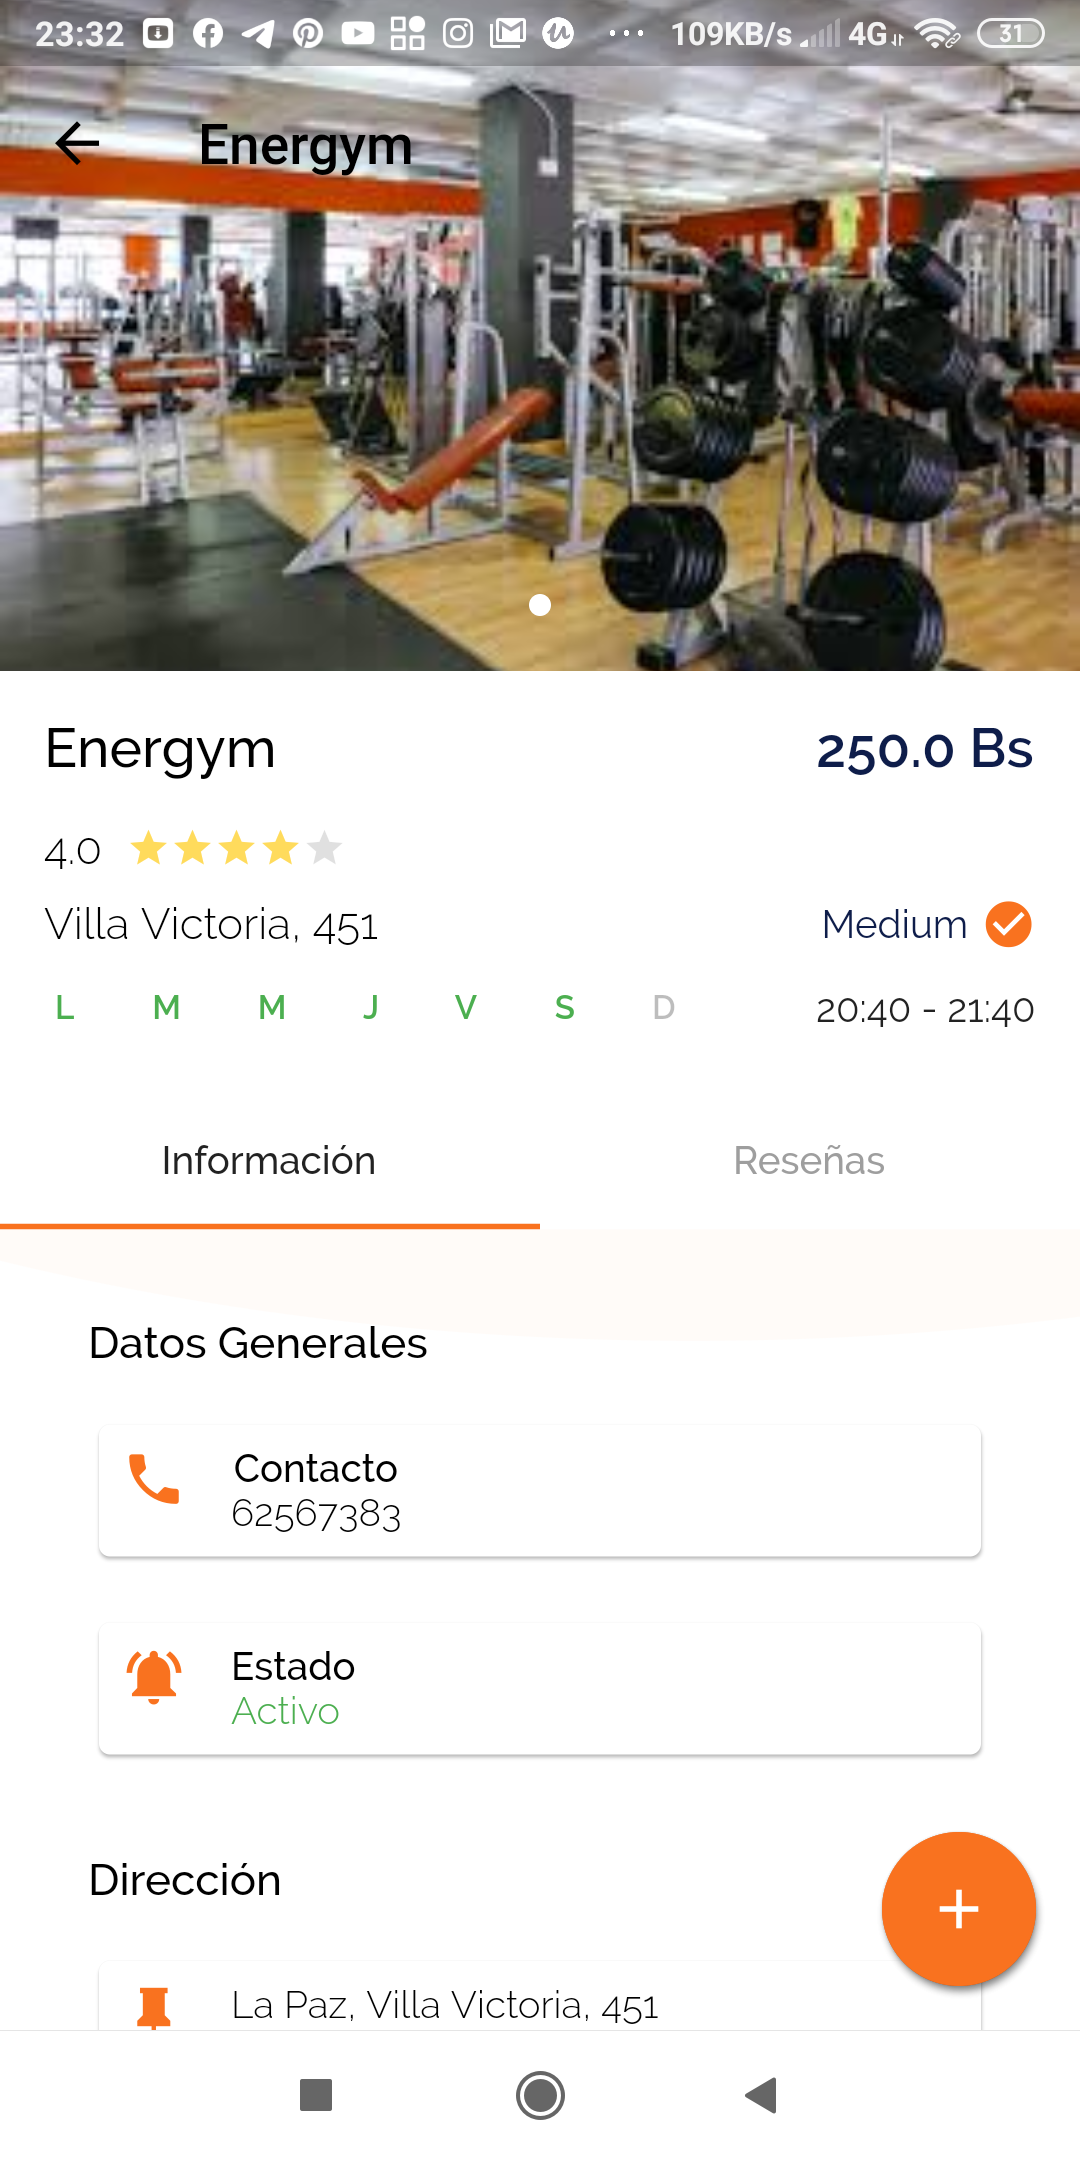 23:32 109KB/s 4G 31
Energym
Energym 250.0 Bs
4.0
Villa Victoria, 451 Medium
L M M J V S D 20:40 - 21:40
Información Reseñas
Datos Generales
Contacto
62567383
Estado
Activo
Dirección
La Paz, Villa Victoria, 451